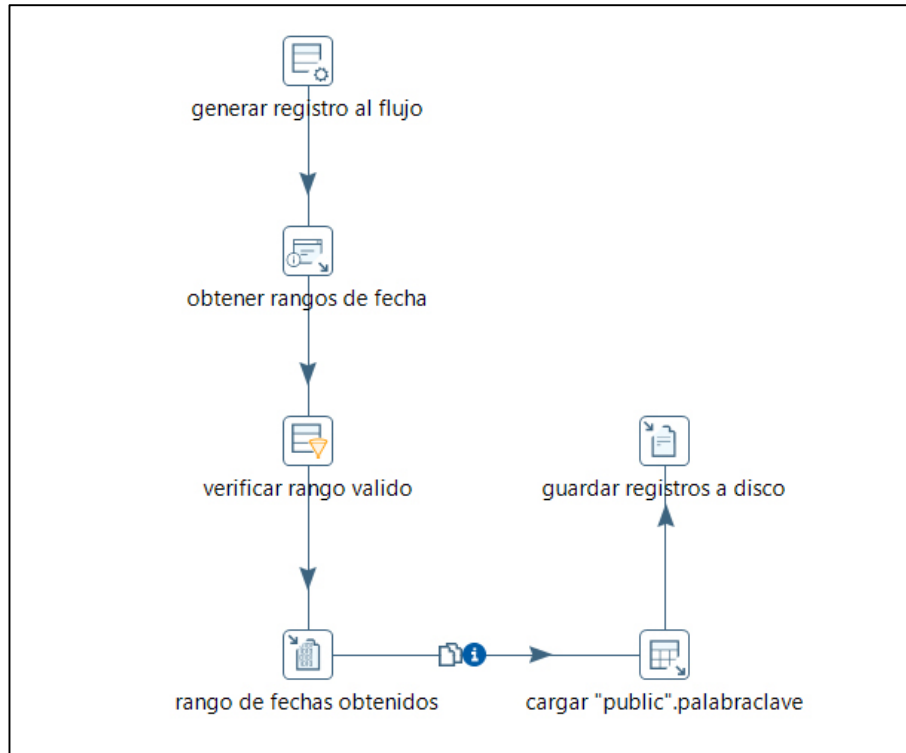 generar registro al flujo
obtener rangos de fecha
verificar rango valido
guardar registros a disco
rango de fechas obtenidos
cargar "public".palabraclave